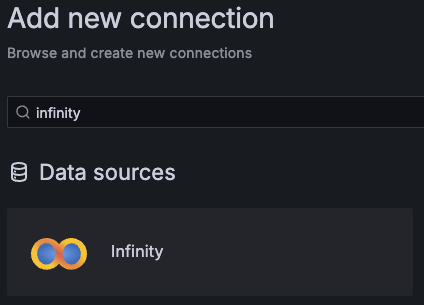 Add new connection
Browse and create new connections
infinity
Data sources
Infinity